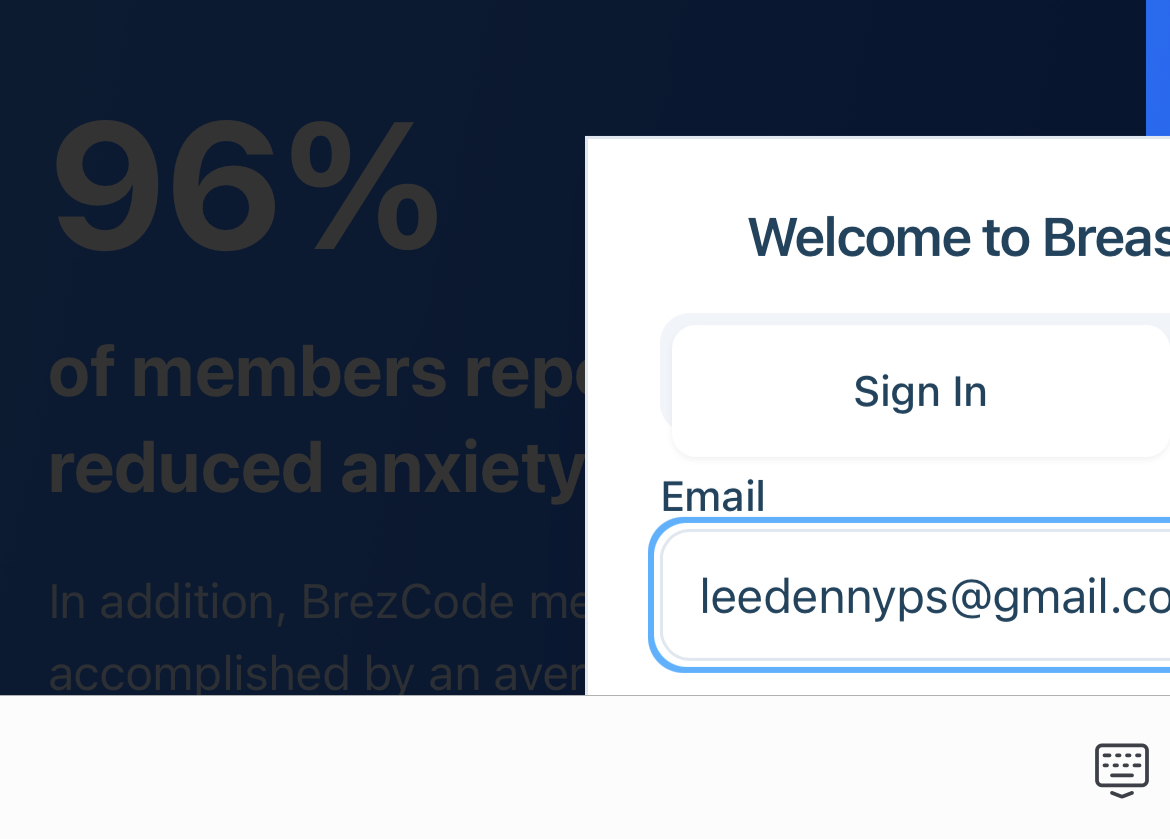 96%
of members repo
reduced anxiety
In addition, BrezCode me
accomplished by an aver
Welcome to Breas
Sign In
Email
leedennyps@gmail.co